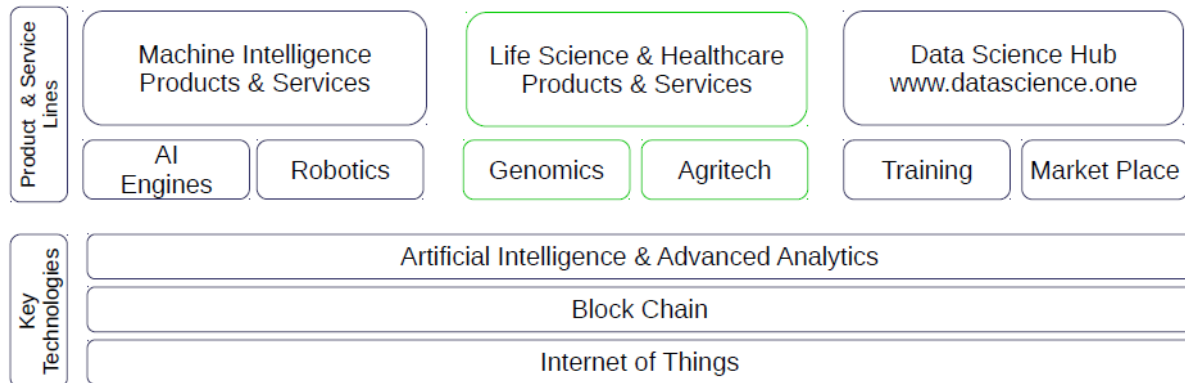 Product & Service
Lines
Machine Intelligence
Products & Services
Life Science & Healthcare
Products & Services
Data Science Hub
www.datascience.one
AI
Engines
Robotics
Genomics
Agritech
Training
Market Place
Key
Technologies
Artificial Intelligence & Advanced Analytics
Block Chain
Internet of Things